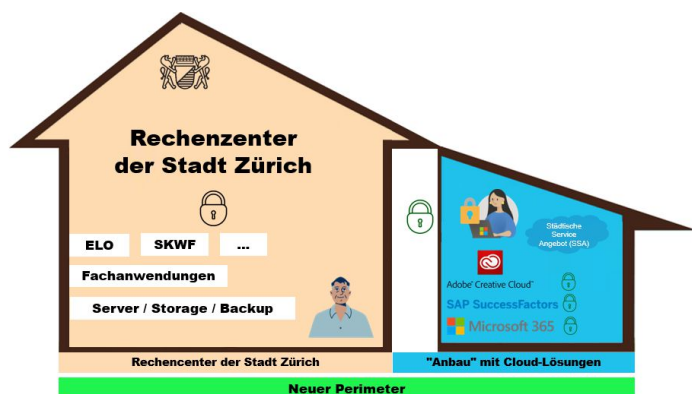 Rechenzenter
der Stadt Zürich
ELO
SKWF
...
Fachanwendungen
Server / Storage / Backup
Städtische
Service
Angebot (SSA)
Adobe® Creative Cloud™
SAP SuccessFactors
Microsoft 365
Rechencenter der Stadt Zürich
"Anbau" mit Cloud-Lösungen
Neuer Perimeter